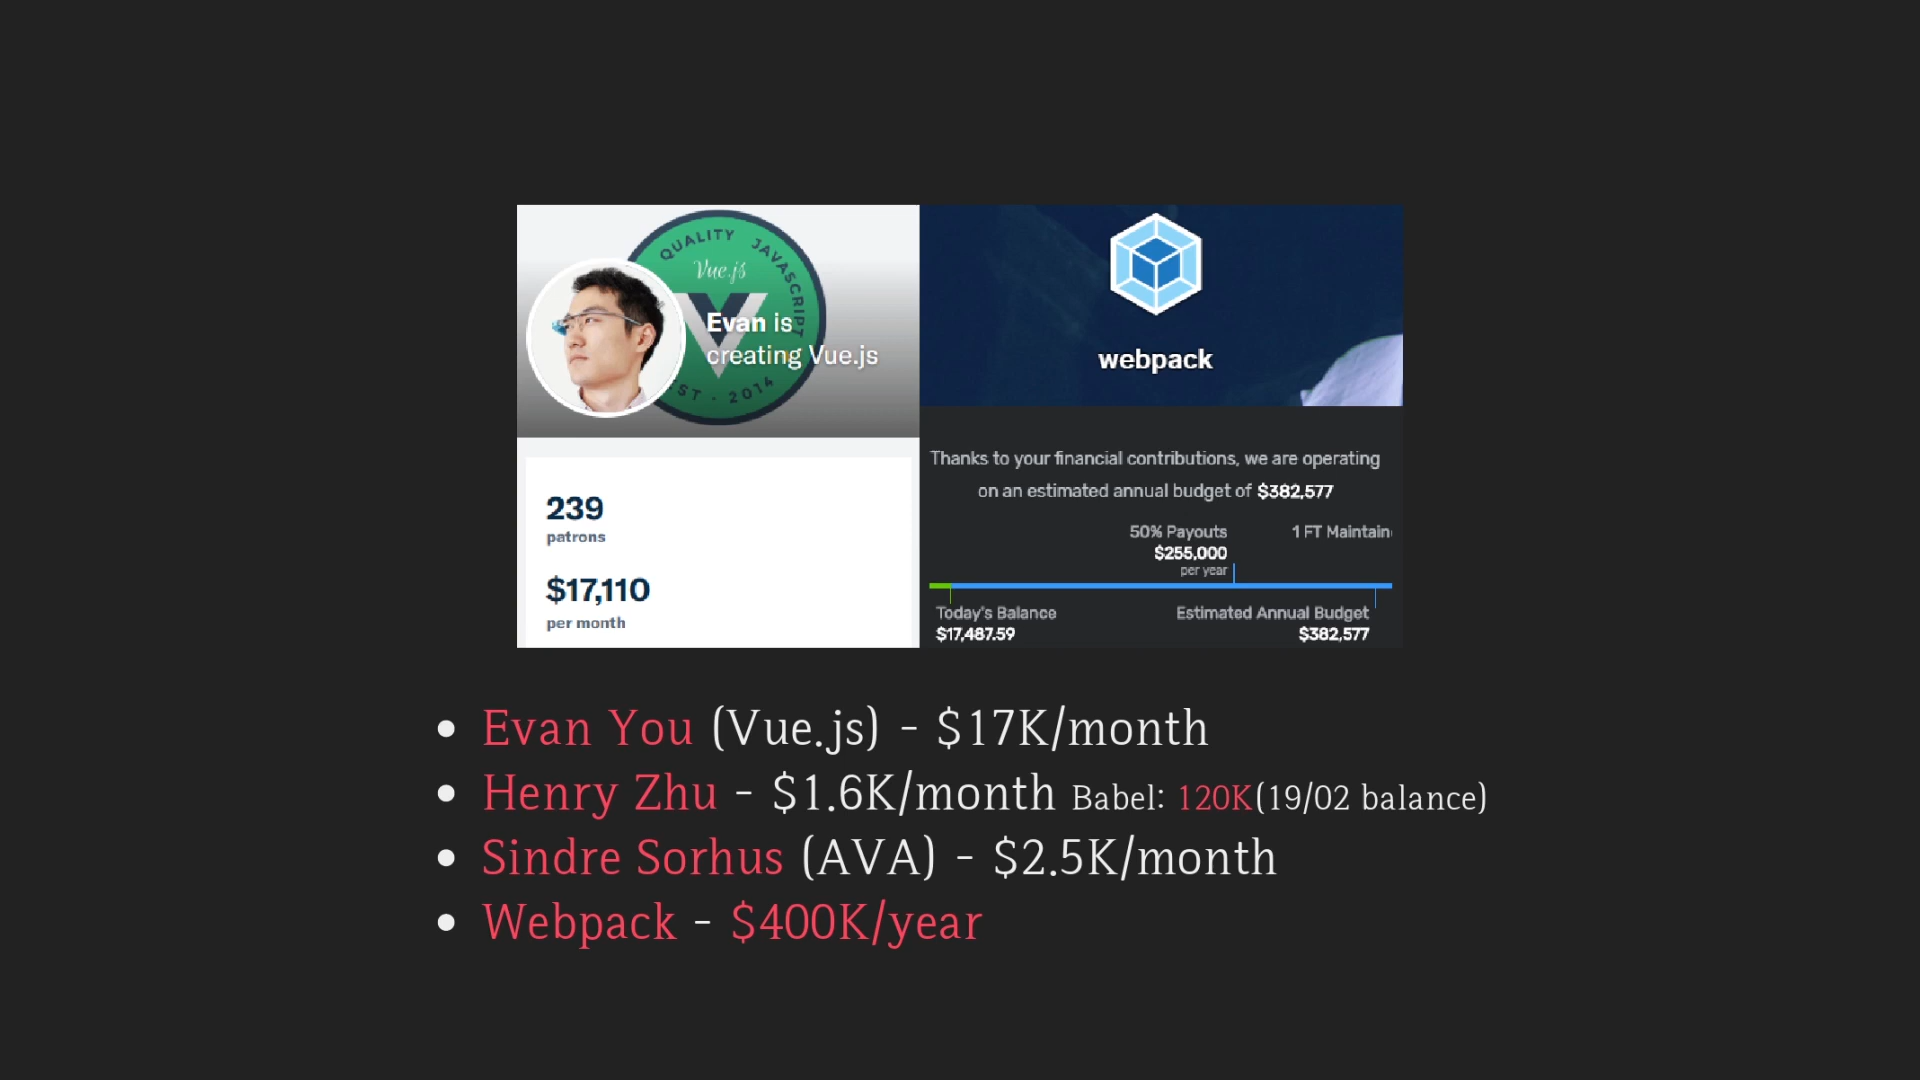 QUALITY JAVASCRIPT
Vue.js
Evan is
creating Vue.js
EST · 2014
239
patrons
$17,110
per month
webpack
Thanks to your financial contributions, we are operating
on an estimated annual budget of $382,577
50% Payouts
$255,000
per year
1 FT Maintain
Today's Balance
$17,487.59
Estimated Annual Budget
$382,577
Evan You (Vue.js) - $17K/month
Henry Zhu - $1.6K/month Babel: 120K(19/02 balance)
Sindre Sorhus (AVA) - $2.5K/month
Webpack - $400K/year